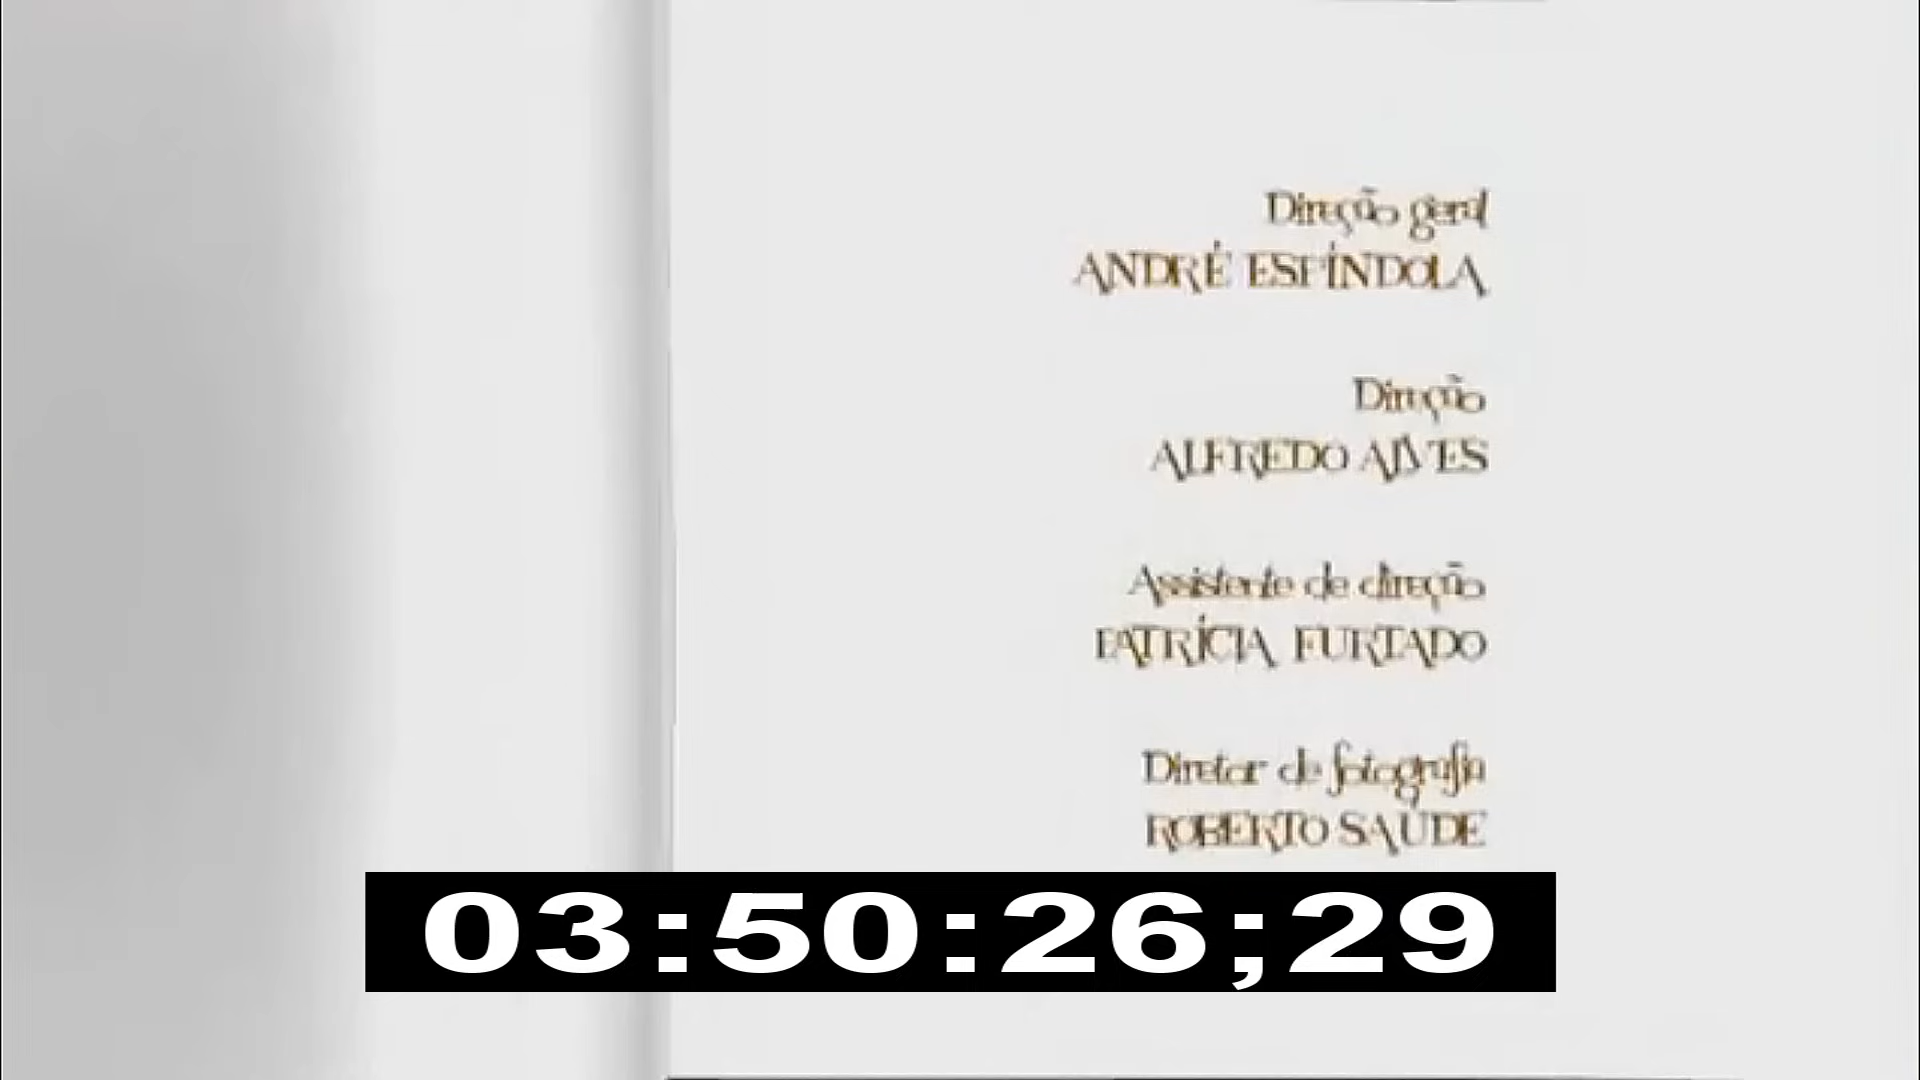 Direção geral
ANDRÉ ESPÍNDOLA
Direção
ALFREDO ALVES
Assistente de direção
PATRÍCIA FURTADO
Diretor de fotografia
ROBERTO SAÚDE
03:50:26;29